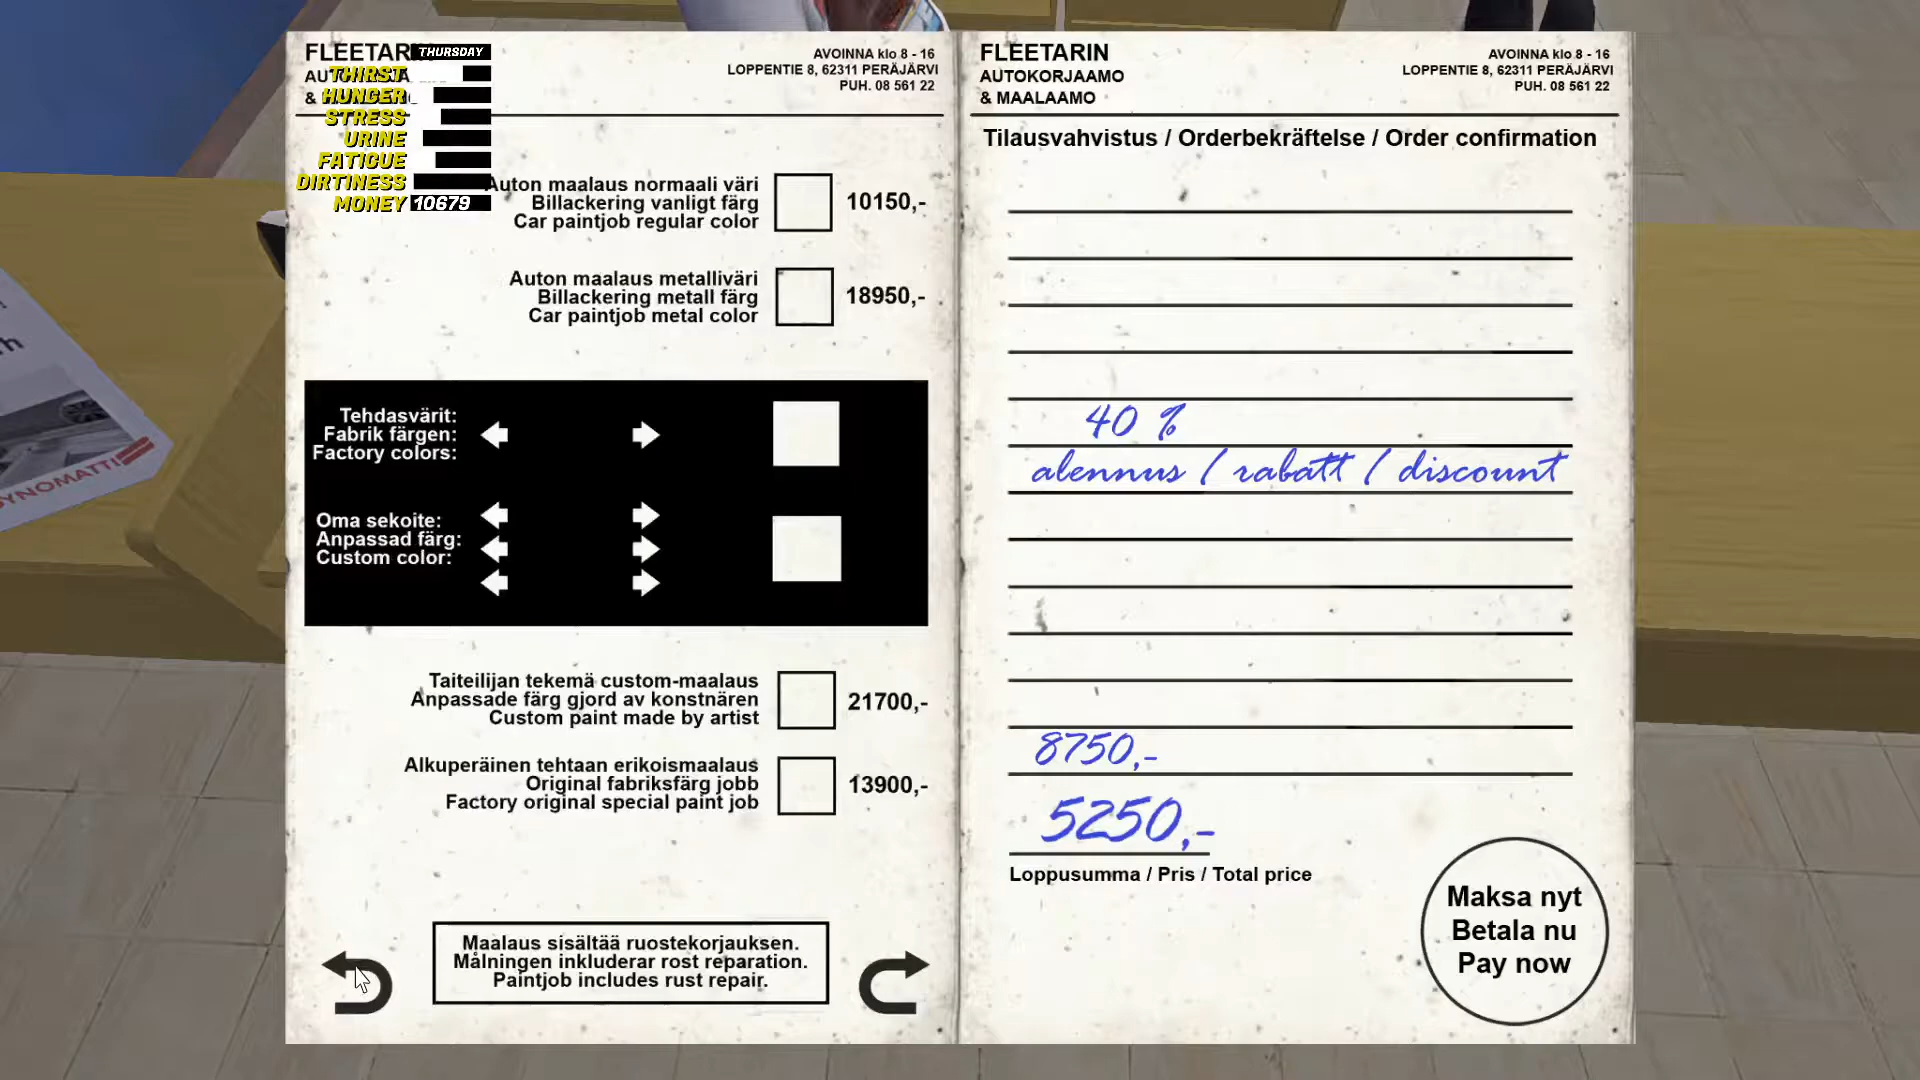 FLEETARI
THURSDAY
AVOINNA klo 8 - 16
LOPPENTIE 8, 62311 PERÄJÄRVI
PUH. 08 561 22
&
THIRST
HUNGER
STRESS
URINE
FATIGUE
DIRTINESS
MONEY 10679
Auton maalaus normaali väri
Billackering vanligt färg
Car paintjob regular color
10150,-
Auton maalaus metalliväri
Billackering metall färg
Car paintjob metal color
18950,-
Tehdasvärit:
Fabrik färgen:
Factory colors:
Oma sekoite:
Anpassad färg:
Custom color:
Taiteilijan tekemä custom-maalaus
Anpassade färg gjord av konstnären
Custom paint made by artist
21700,-
Alkuperäinen tehtaan erikoismaalaus
Original fabriksfärg jobb
Factory original special paint job
13900,-
Maalaus sisältää ruostekorjauksen.
Målningen inkluderar rost reparation.
Paintjob includes rust repair.
FLEETARIN
AUTOKORJAAMO
& MAALAAMO
AVOINNA klo 8 - 16
LOPPENTIE 8, 62311 PERÄJÄRVI
PUH. 08 561 22
Tilausvahvistus / Orderbekräftelse / Order confirmation
40 %
alennus / rabatt / discount
8750,-
5250,-
Loppusumma / Pris / Total price
Maksa nyt
Betala nu
Pay now
YNOMATTI